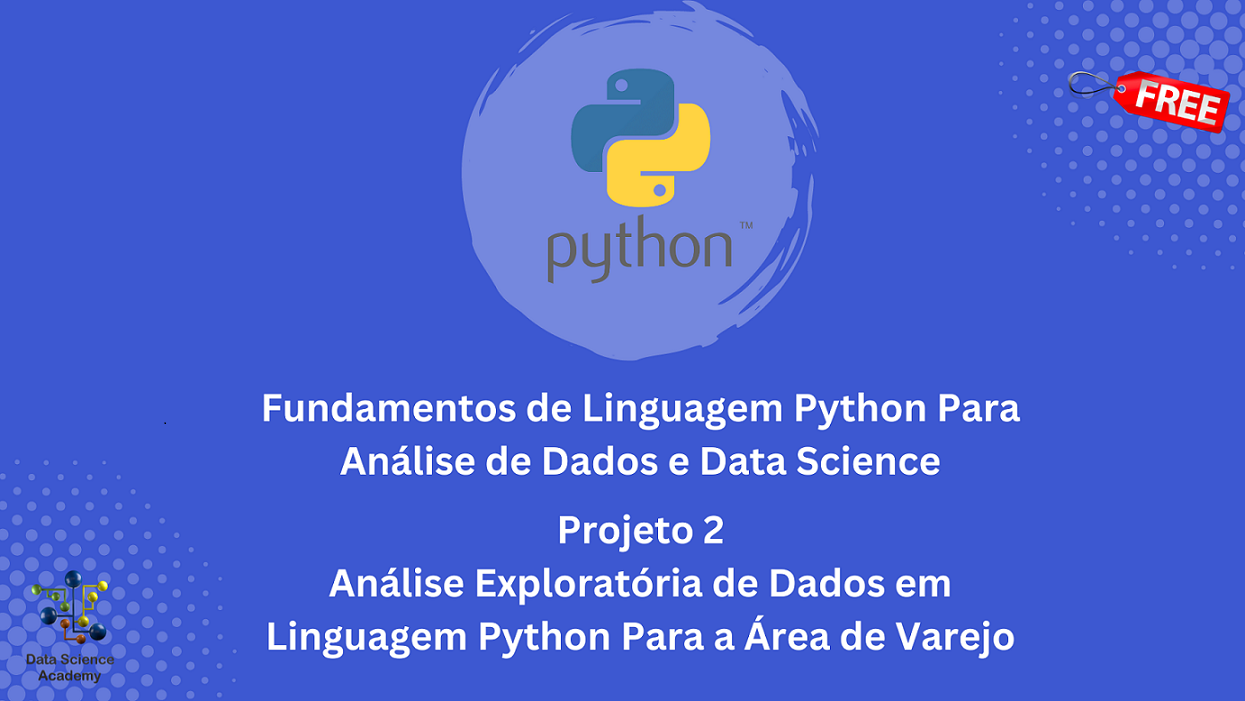 FREE
python™
Fundamentos de Linguagem Python Para
Análise de Dados e Data Science
Projeto 2
Análise Exploratória de Dados em
Linguagem Python Para a Área de Varejo
Data Science
Academy